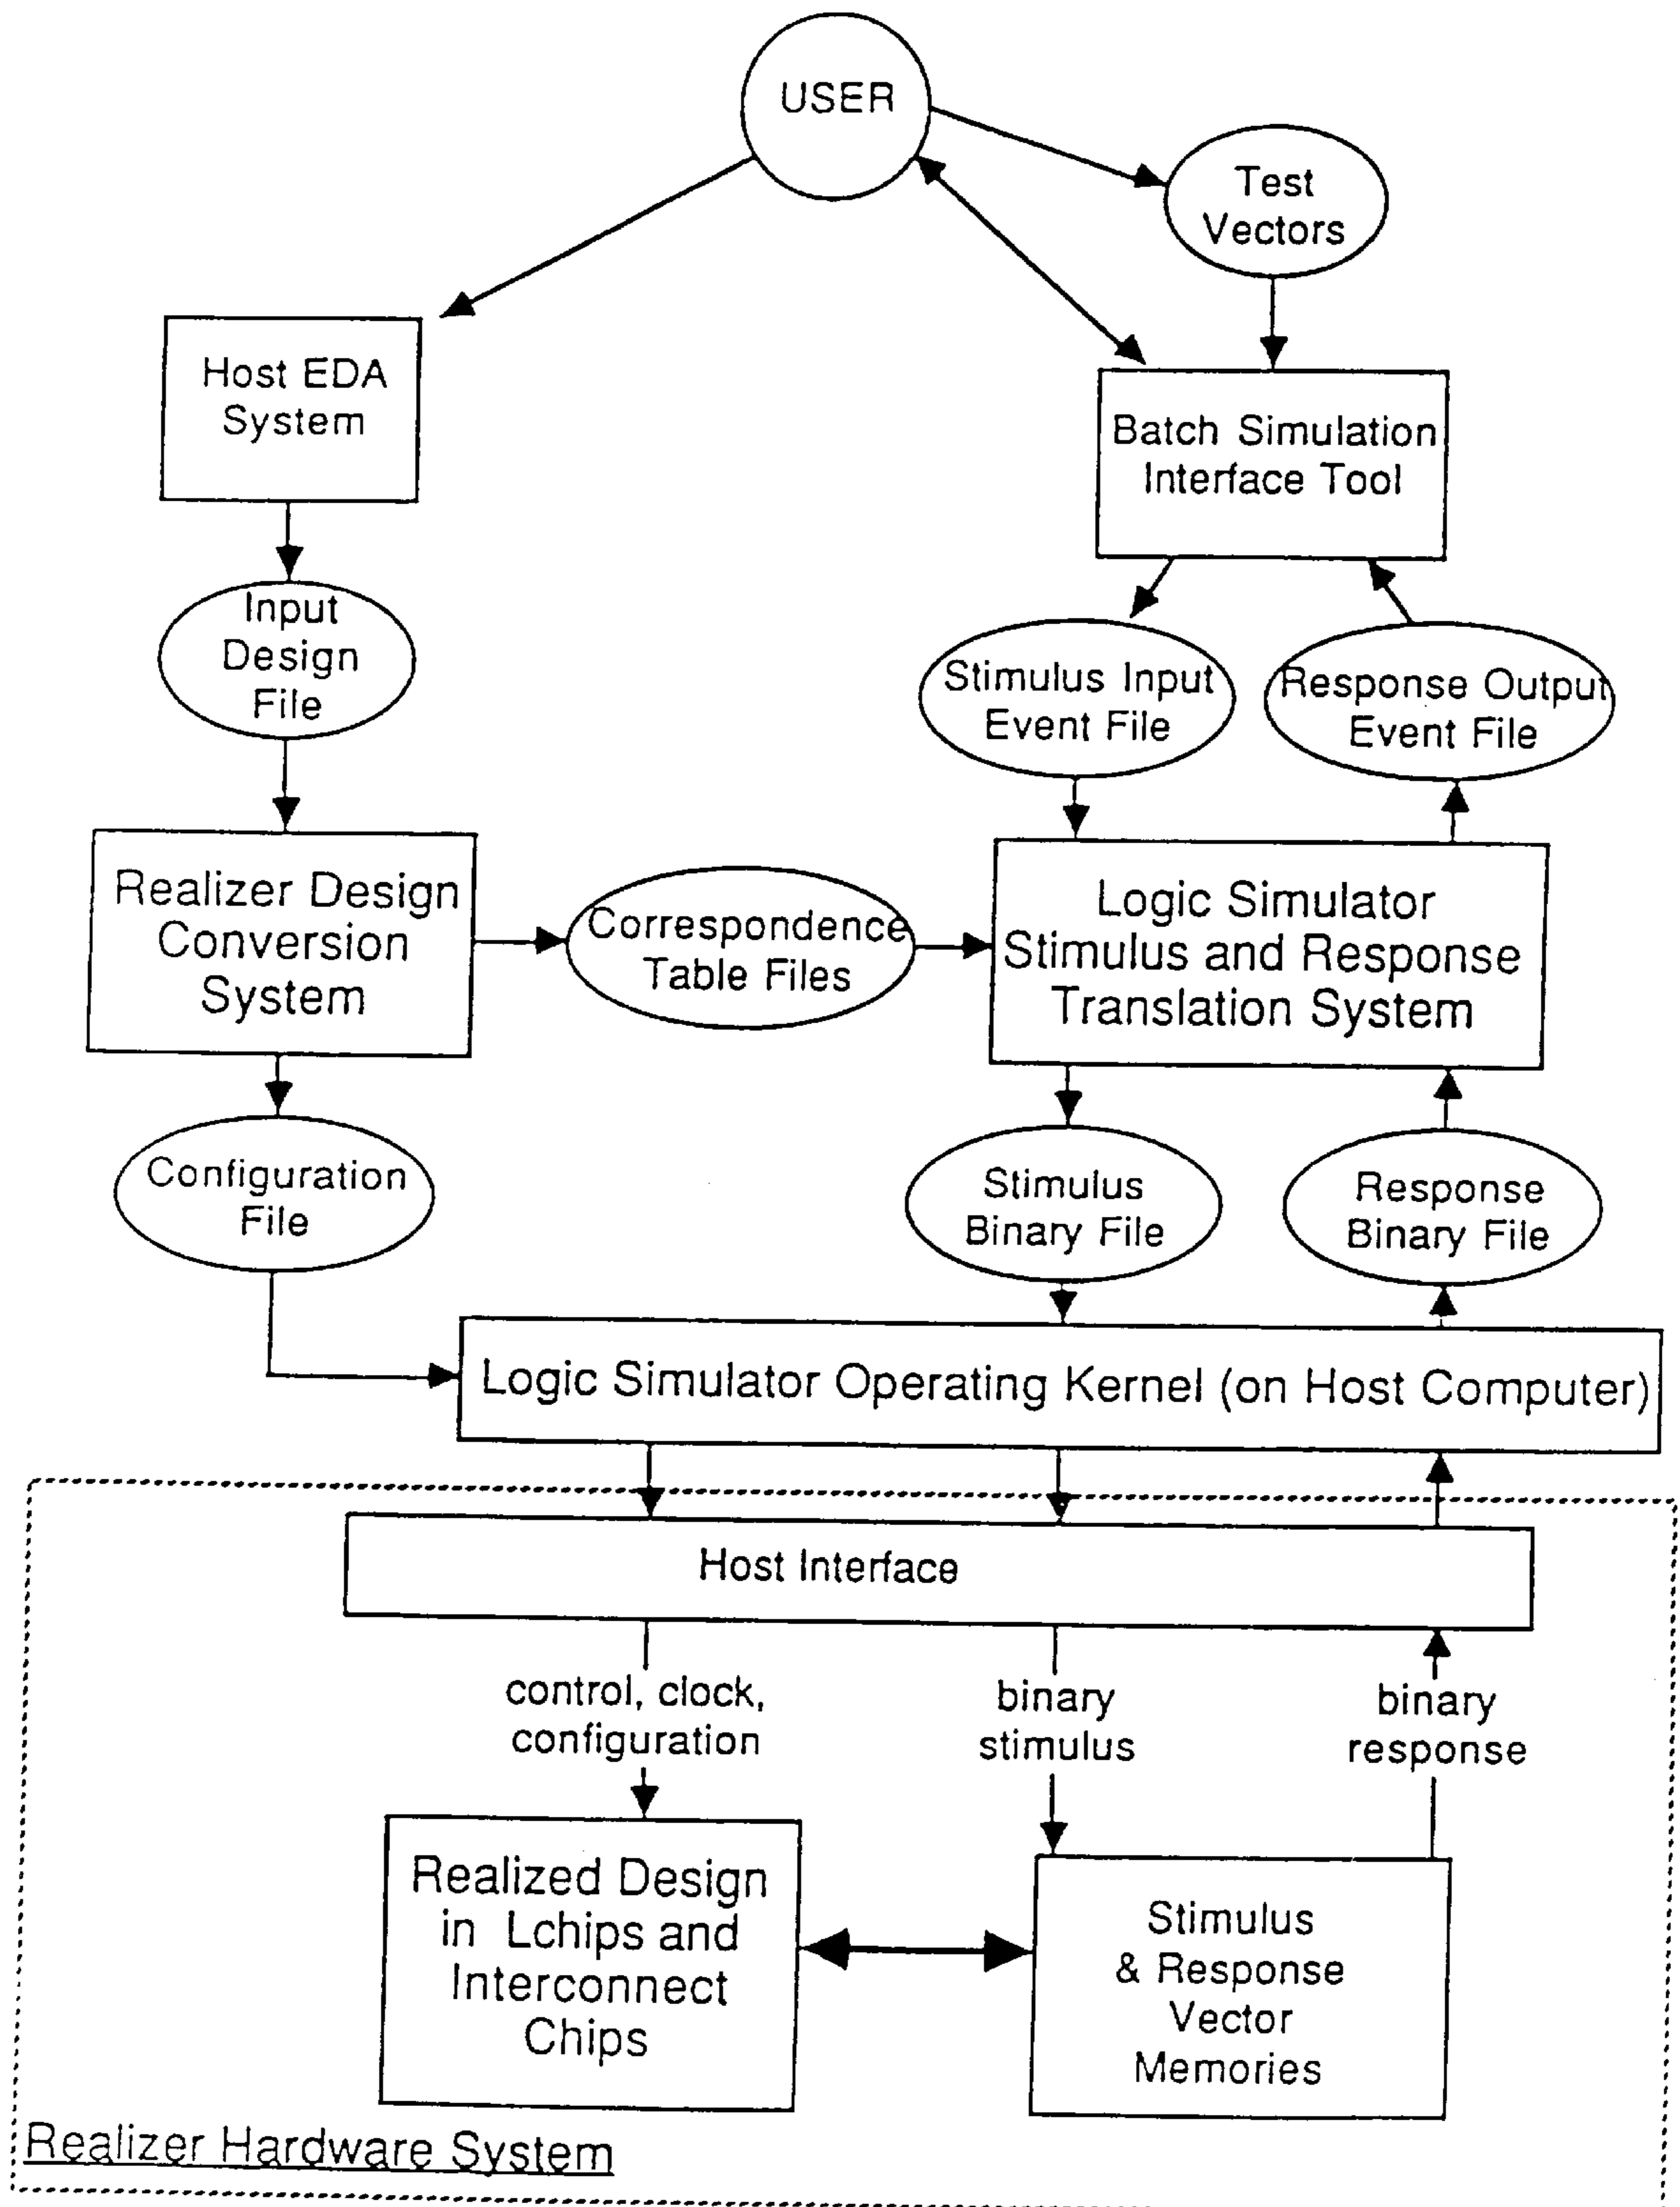 USER
Test
Vectors
Host EDA
System
Batch Simulation
Interface Tool
Input
Design
File
Stimulus Input
Event File
Response Output
Event File
Realizer Design
Conversion
System
Correspondence
Table Files
Logic Simulator
Stimulus and Response
Translation System
Configuration
File
Stimulus
Binary File
Response
Binary File
Logic Simulator Operating Kernel (on Host Computer)
Host Interface
control, clock,
configuration
binary
stimulus
binary
response
Realized Design
in Lchips and
Interconnect
Chips
Stimulus
& Response
Vector
Memories
Realizer Hardware System